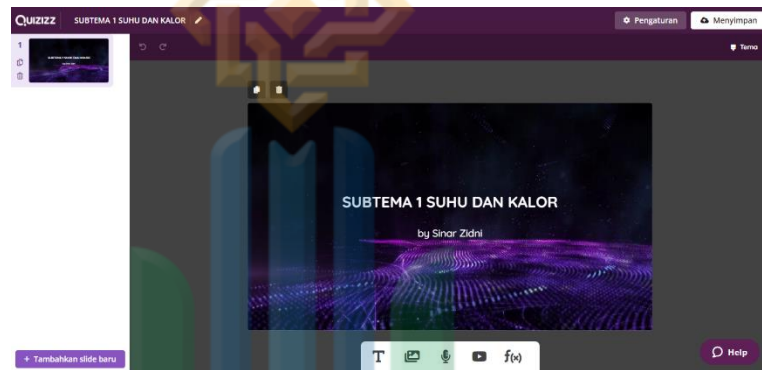 QUIZIZZ SUBTEMA 1 SUHU DAN KALOR Pengaturan Menyimpan
1 Tema
SUBTEMA 1 SUHU DAN KALOR
by Sinar Zidni
+ Tambahkan slide baru
T f(x) Help